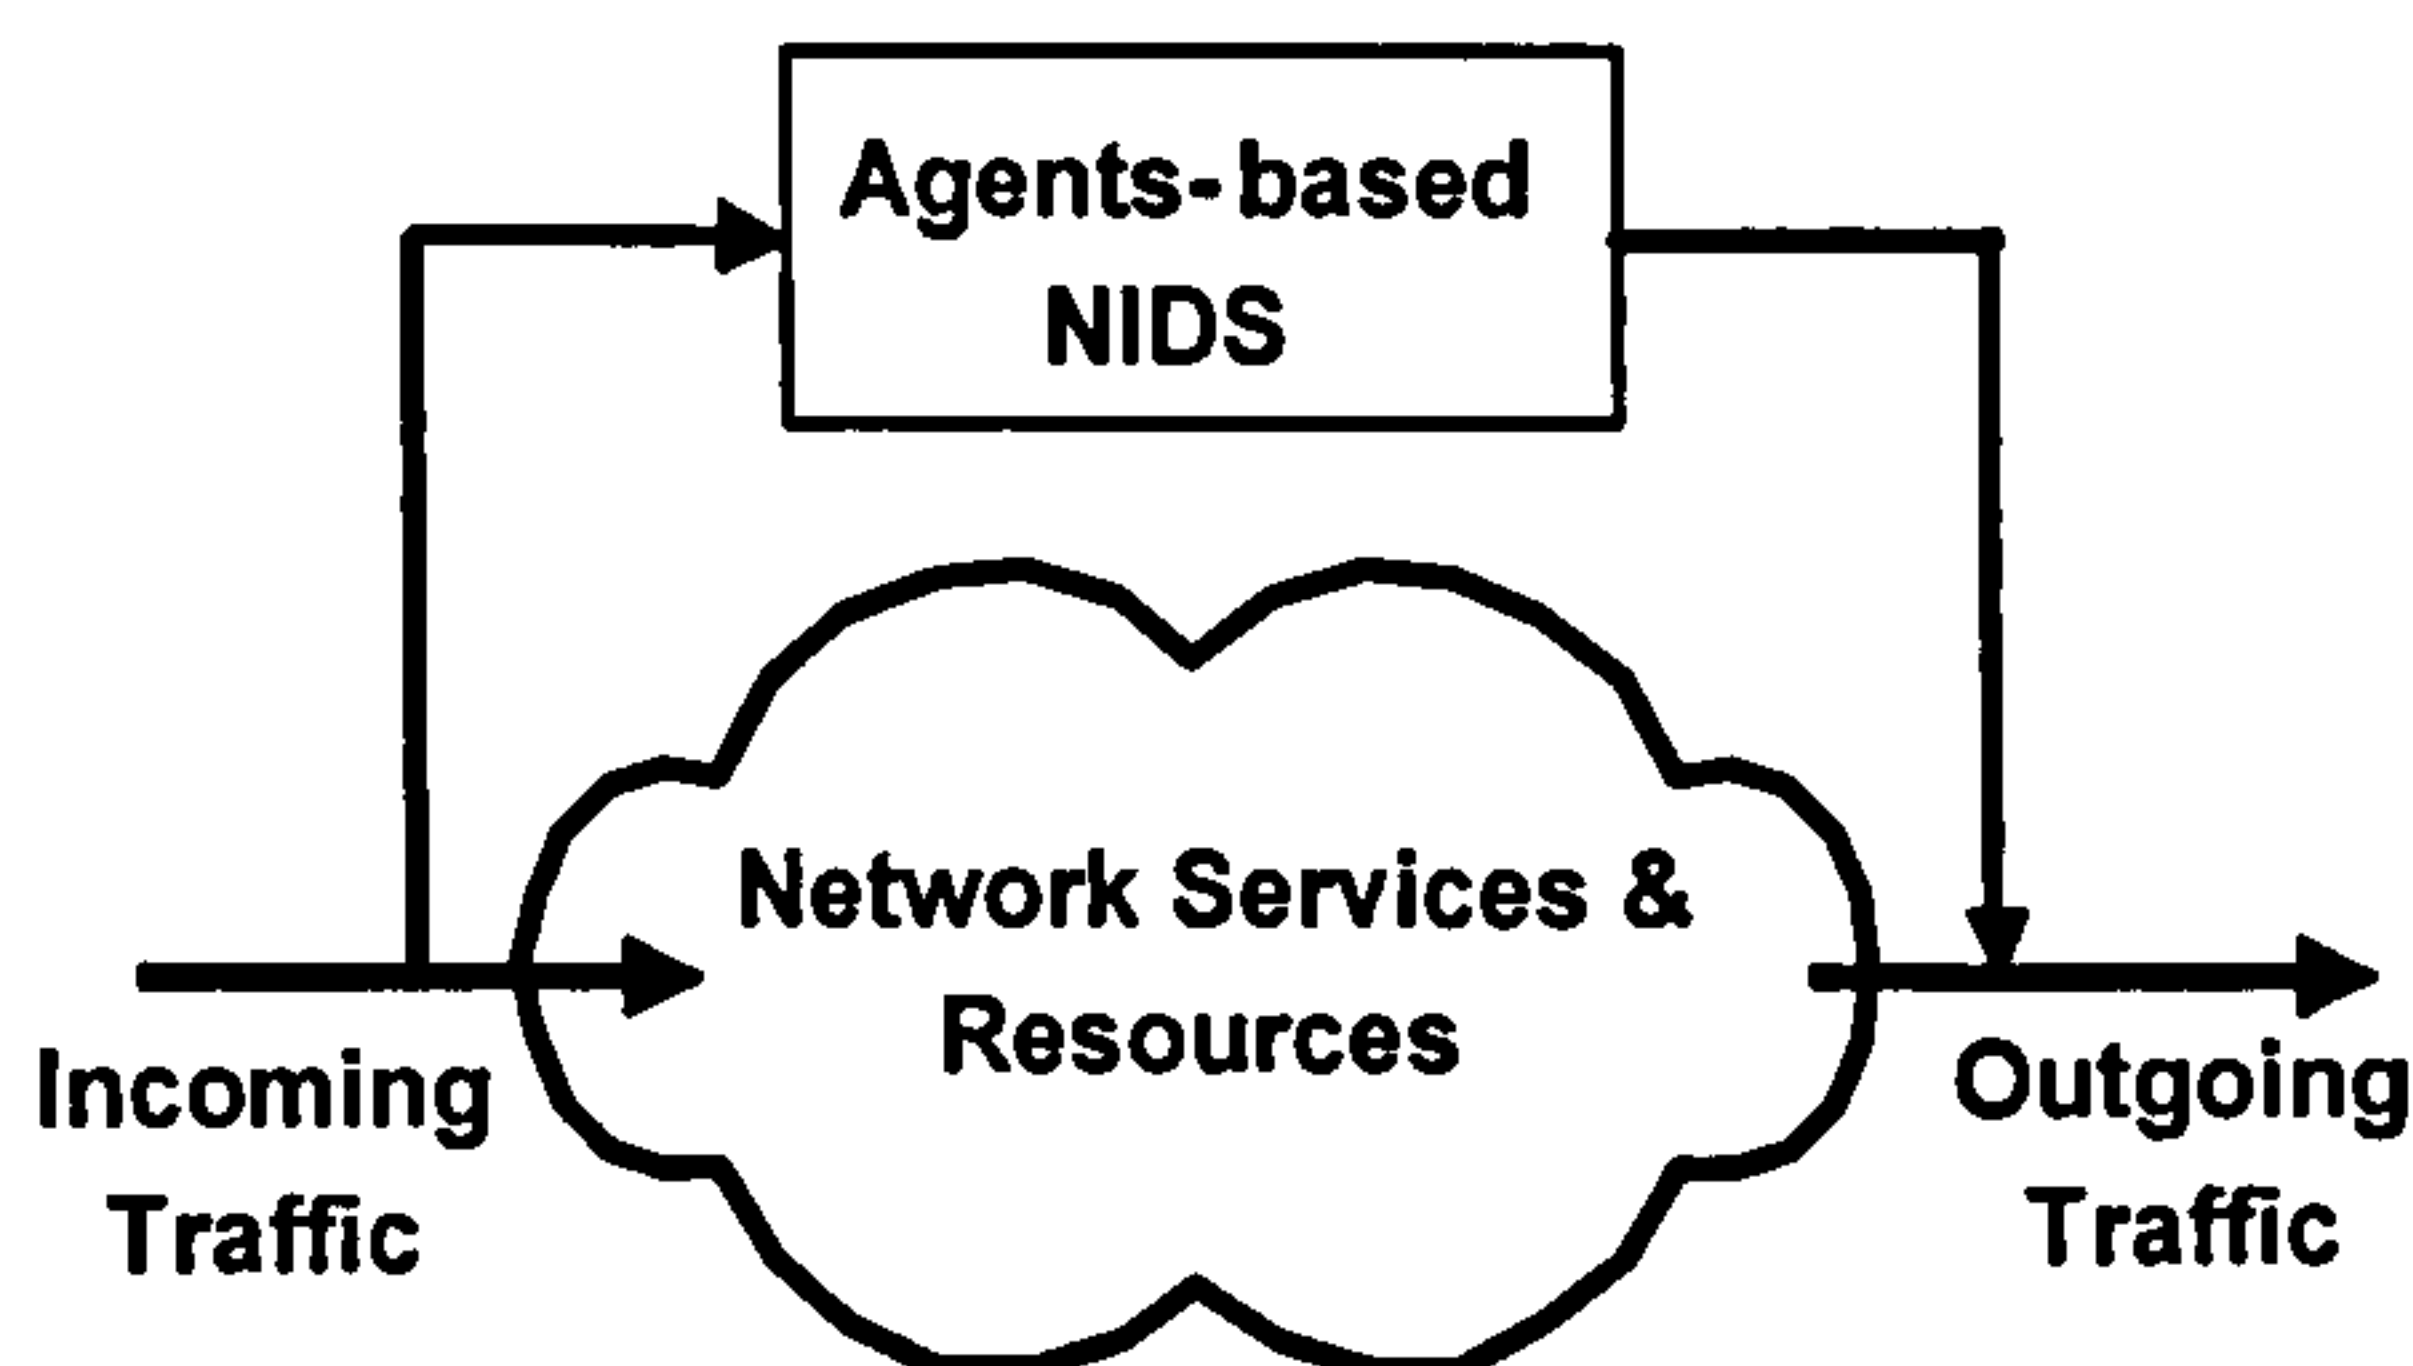 Agents-based
NIDS
Network Services &
Resources
Incoming
Traffic
Outgoing
Traffic